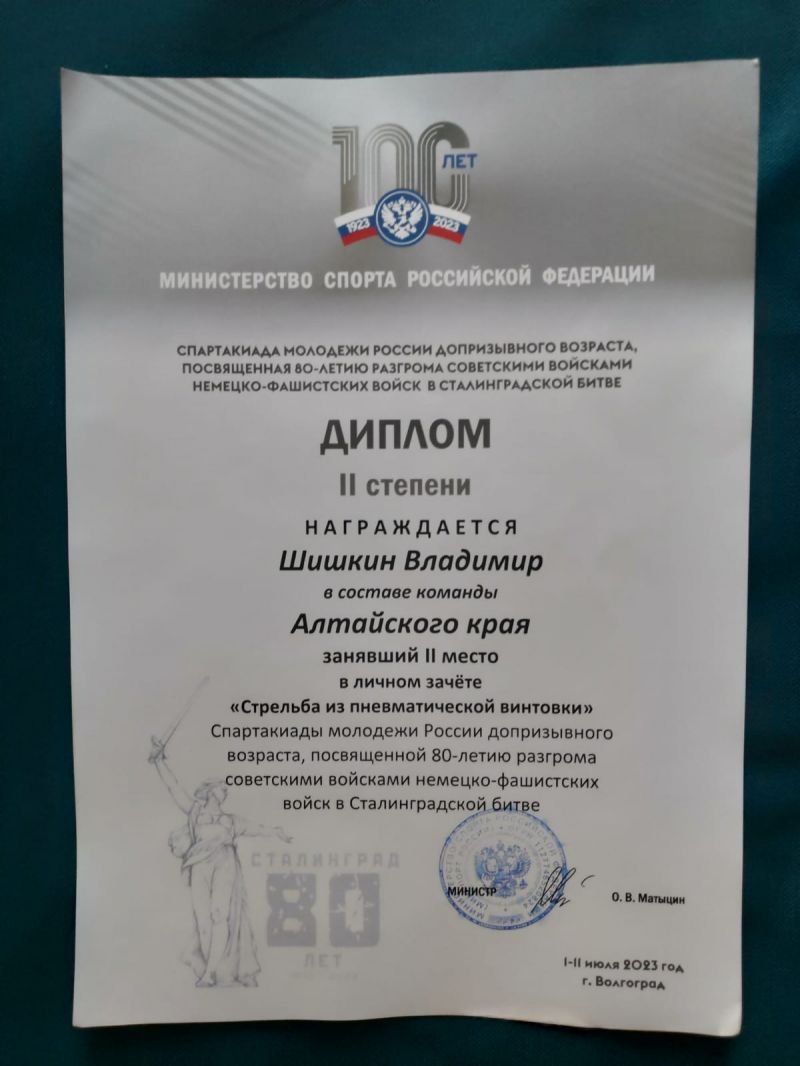 100 ЛЕТ
1923 2023
МИНИСТЕРСТВО СПОРТА РОССИЙСКОЙ ФЕДЕРАЦИИ
СПАРТАКИАДА МОЛОДЕЖИ РОССИИ ДОПРИЗЫВНОГО ВОЗРАСТА,
ПОСВЯЩЕННАЯ 80-ЛЕТИЮ РАЗГРОМА СОВЕТСКИМИ ВОЙСКАМИ
НЕМЕЦКО-ФАШИСТСКИХ ВОЙСК В СТАЛИНГРАДСКОЙ БИТВЕ
ДИПЛОМ
II степени
НАГРАЖДАЕТСЯ
Шишкин Владимир
в составе команды
Алтайского края
занявший II место
в личном зачёте
«Стрельба из пневматической винтовки»
Спартакиады молодежи России допризывного
возраста, посвященной 80-летию разгрома
советскими войсками немецко-фашистских
войск в Сталинградской битве
СТАЛИНГРАД
80
ЛЕТ
МИНИСТР
О. В. Матыцин
1-11 июля 2023 год
г. Волгоград